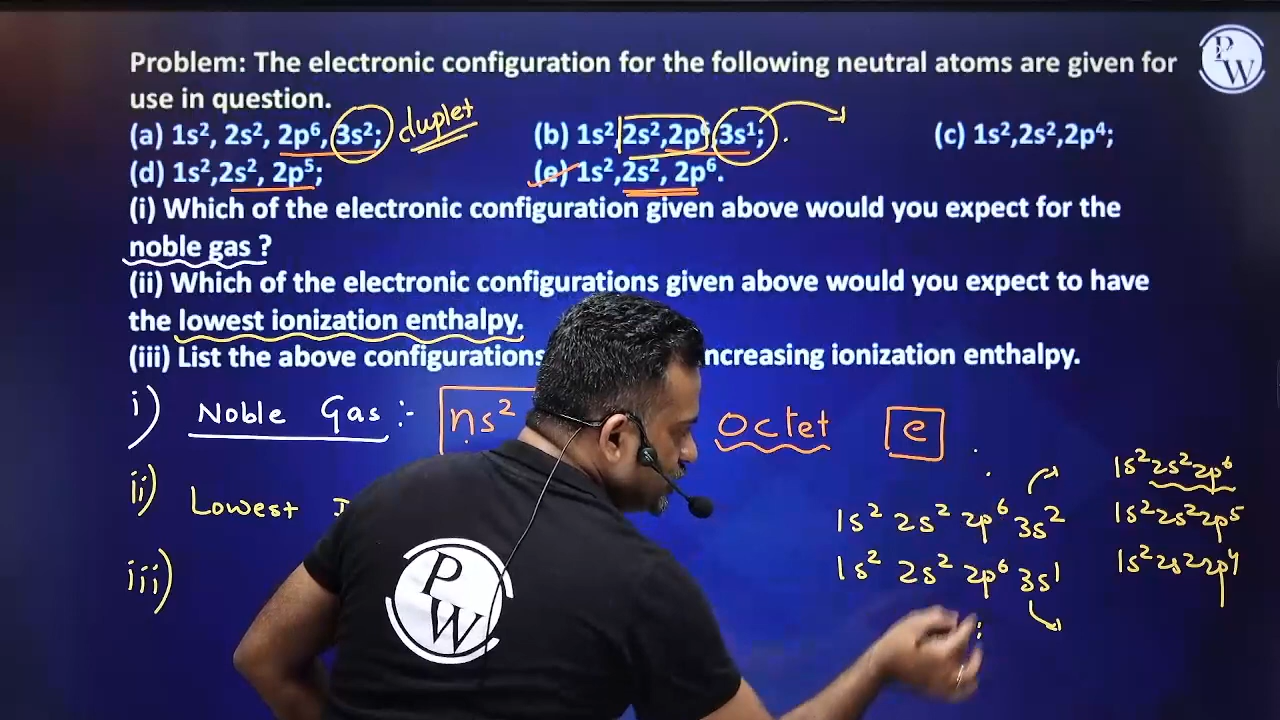 Problem: The electronic configuration for the following neutral atoms are given for
use in question.
(a) 1s², 2s², 2p⁶, 3s²; duplet (b) 1s²,2s²,2p⁶,3s¹; (c) 1s²,2s²,2p⁴;
(d) 1s²,2s², 2p⁵; (e) 1s²,2s², 2p⁶.
(i) Which of the electronic configuration given above would you expect for the
noble gas ?
(ii) Which of the electronic configurations given above would you expect to have
the lowest ionization enthalpy.
(iii) List the above configurations ncreasing ionization enthalpy.
i) Noble Gas :- ns² Octet e
ii) Lowest I
iii)
1s² 2s² 2p⁶ 3s²
1s² 2s² 2p⁶ 3s¹
1s² 2s² 2p⁶
1s² 2s² 2p⁵
1s² 2s² 2p⁴
PW
PW